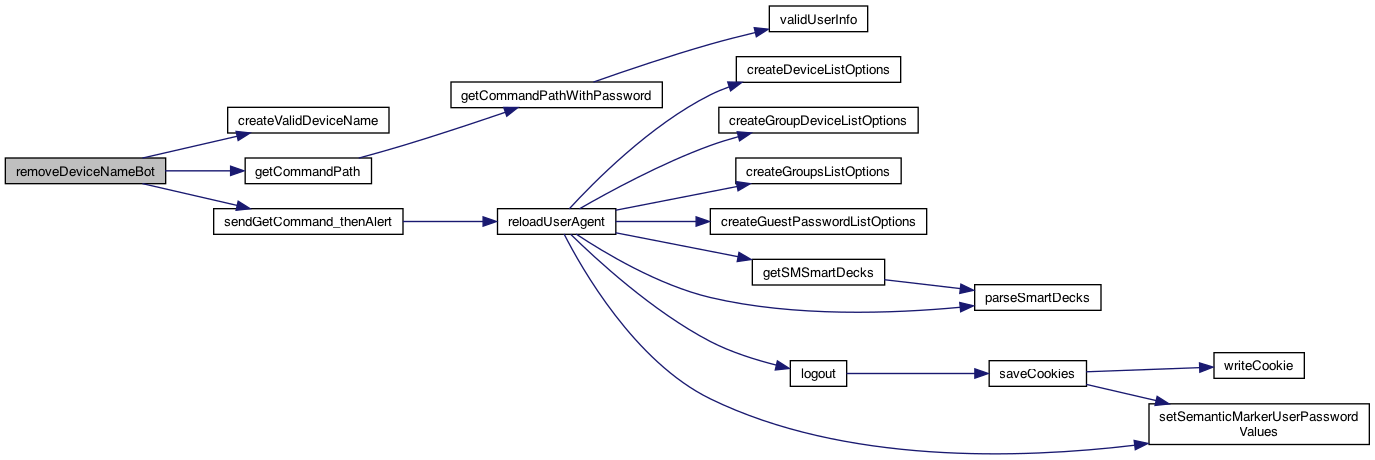 validUserInfo
createDeviceListOptions
getCommandPathWithPassword
createGroupDeviceListOptions
createValidDeviceName
removeDeviceNameBot
getCommandPath
createGroupsListOptions
sendGetCommand_thenAlert
reloadUserAgent
createGuestPasswordListOptions
getSMSmartDecks
parseSmartDecks
logout
saveCookies
writeCookie
setSemanticMarkerUserPassword
Values